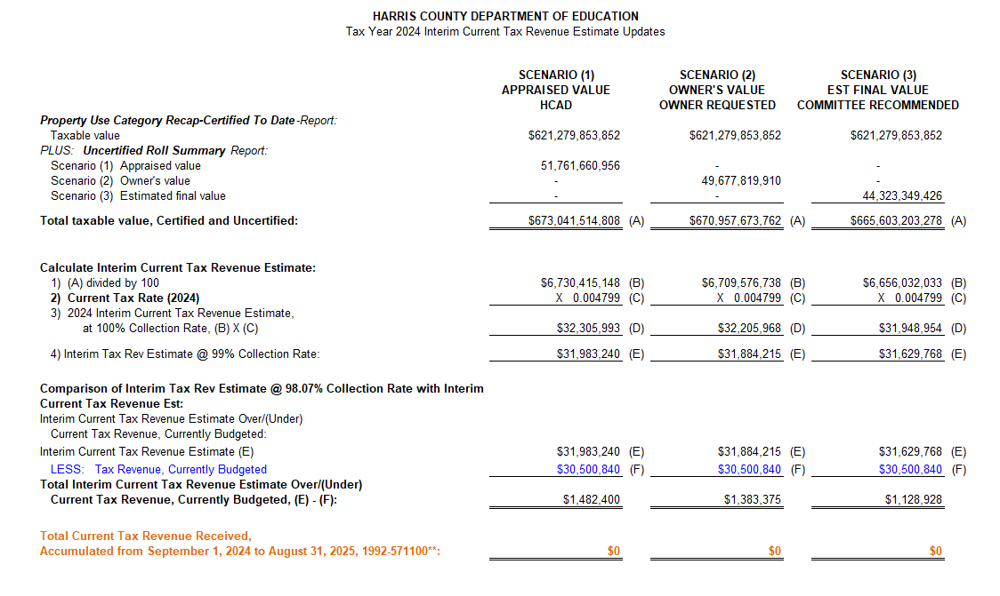 HARRIS COUNTY DEPARTMENT OF EDUCATION
Tax Year 2024 Interim Current Tax Revenue Estimate Updates
SCENARIO (1) SCENARIO (2) SCENARIO (3)
APPRAISED VALUE OWNER'S VALUE EST FINAL VALUE
HCAD OWNER REQUESTED COMMITTEE RECOMMENDED
Property Use Category Recap-Certified To Date-Report:
Taxable value $621,279,853,852 $621,279,853,852 $621,279,853,852
PLUS: Uncertified Roll Summary Report:
Scenario (1) Appraised value 51,761,660,956 - -
Scenario (2) Owner's value - 49,677,819,910 -
Scenario (3) Estimated final value - - 44,323,349,426
Total taxable value, Certified and Uncertified: $673,041,514,808 (A) $670,957,673,762 (A) $665,603,203,278 (A)
Calculate Interim Current Tax Revenue Estimate:
1) (A) divided by 100 $6,730,415,148 (B) $6,709,576,738 (B) $6,656,032,033 (B)
2) Current Tax Rate (2024) X 0.004799 (C) X 0.004799 (C) X 0.004799 (C)
3) 2024 Interim Current Tax Revenue Estimate,
at 100% Collection Rate, (B) X (C) $32,305,993 (D) $32,205,968 (D) $31,948,954 (D)
4) Interim Tax Rev Estimate @ 99% Collection Rate: $31,983,240 (E) $31,884,215 (E) $31,629,768 (E)
Comparison of Interim Tax Rev Estimate @ 98.07% Collection Rate with Interim
Current Tax Revenue Est:
Interim Current Tax Revenue Estimate Over/(Under)
Current Tax Revenue, Currently Budgeted:
Interim Current Tax Revenue Estimate (E) $31,983,240 (E) $31,884,215 (E) $31,629,768 (E)
LESS: Tax Revenue, Currently Budgeted $30,500,840 (F) $30,500,840 (F) $30,500,840 (F)
Total Interim Current Tax Revenue Estimate Over/(Under)
Current Tax Revenue, Currently Budgeted, (E) - (F): $1,482,400 $1,383,375 $1,128,928
Total Current Tax Revenue Received,
Accumulated from September 1, 2024 to August 31, 2025, 1992-571100**: $0 $0 $0